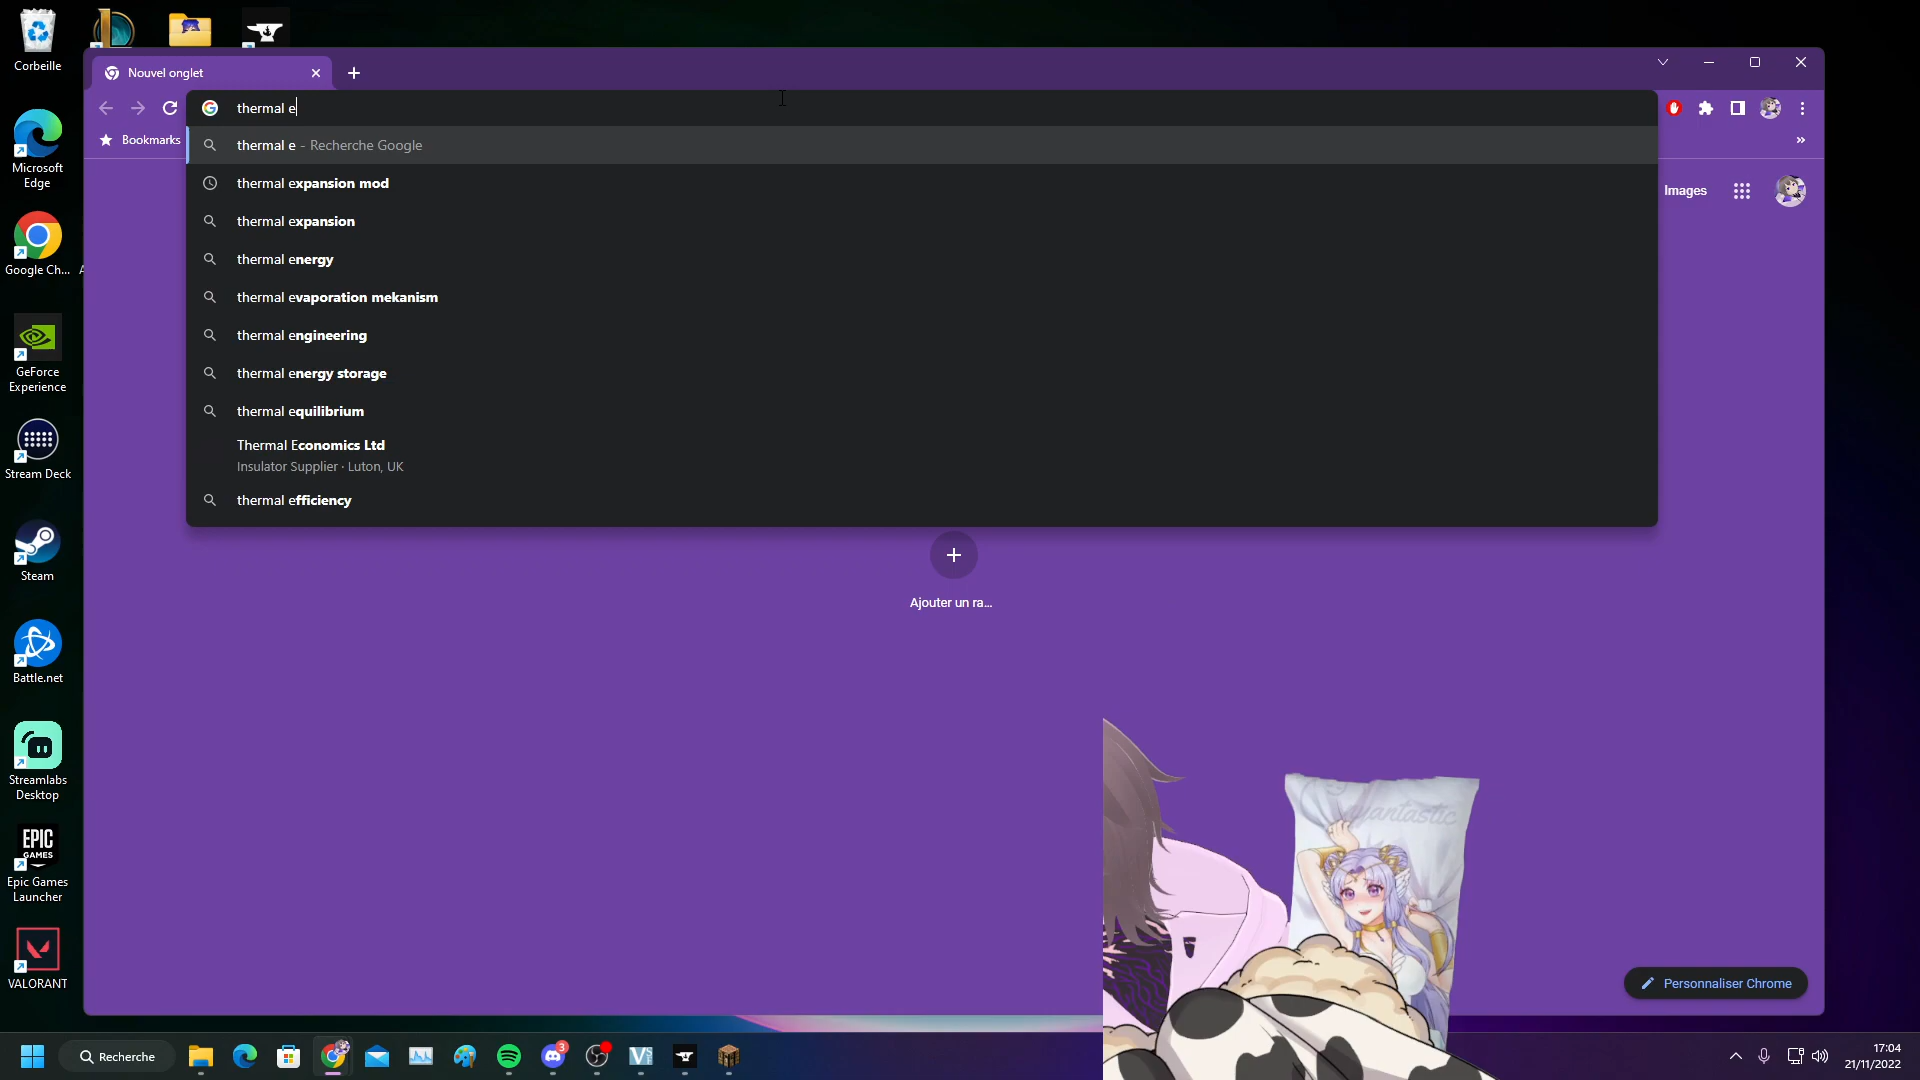 Corbeille
Nouvel onglet
thermal e
Bookmarks
thermal e - Recherche Google
thermal expansion mod
thermal expansion
thermal energy
thermal evaporation mekanism
thermal engineering
thermal energy storage
thermal equilibrium
Thermal Economics Ltd
Insulator Supplier · Luton, UK
thermal efficiency
Images
Ajouter un ra...
Personnaliser Chrome
Microsoft
Edge
Google Ch...
GeForce
Experience
Stream Deck
Steam
Battle.net
Streamlabs
Desktop
EPIC
GAMES
Epic Games
Launcher
VALORANT
antastic
Recherche
3
17:04
21/11/2022